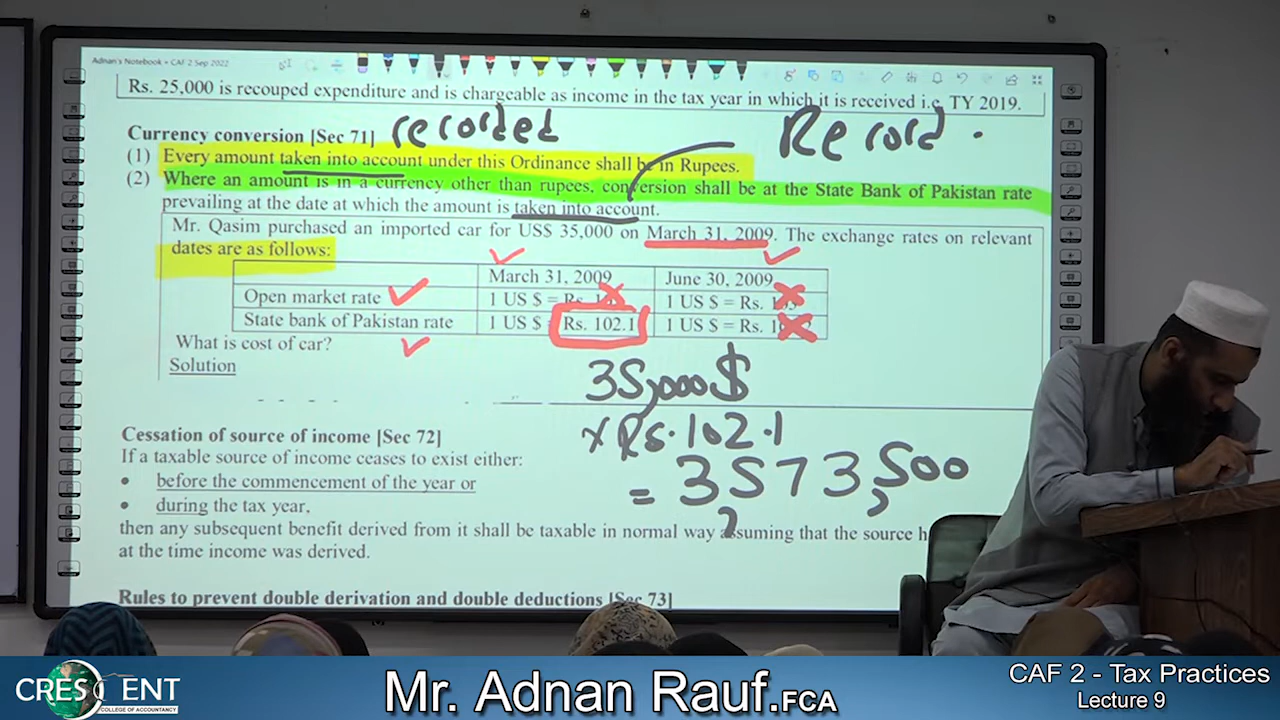 Adnan's Notebook • CAF 2 Sep 2022
Rs. 25,000 is recouped expenditure and is chargeable as income in the tax year in which it is received i.e. TY 2019.
Currency conversion [Sec 71] recorded Record.
(1) Every amount taken into account under this Ordinance shall be in Rupees.
(2) Where an amount is in a currency other than rupees, conversion shall be at the State Bank of Pakistan rate
prevailing at the date at which the amount is taken into account.
Mr. Qasim purchased an imported car for US$ 35,000 on March 31, 2009. The exchange rates on relevant
dates are as follows:
March 31, 2009 June 30, 2009
Open market rate 1 US $ = Rs. 1 US $ = Rs.
State bank of Pakistan rate 1 US $ = Rs. 102.1 1 US $ = Rs.
What is cost of car?
Solution
35,000 $
x Rs. 102.1
= 3,573,500
Cessation of source of income [Sec 72]
If a taxable source of income ceases to exist either:
• before the commencement of the year or
• during the tax year,
then any subsequent benefit derived from it shall be taxable in normal way assuming that the source h
at the time income was derived.
Rules to prevent double derivation and double deductions [Sec 73]
CRESCENT
COLLEGE OF ACCOUNTANCY
Mr. Adnan Rauf.FCA
CAF 2 - Tax Practices
Lecture 9